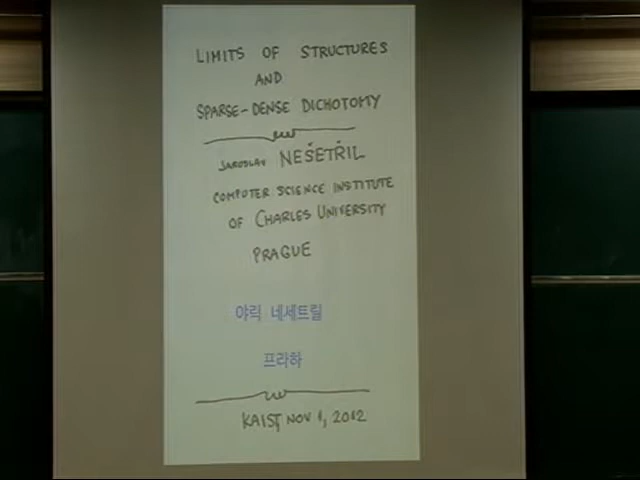 LIMITS OF STRUCTURES
AND
SPARSE-DENSE DICHOTOMY
JAROSLAV NEŠETŘIL
COMPUTER SCIENCE INSTITUTE
OF CHARLES UNIVERSITY
PRAGUE
야릭 네세트릴
프라하
KAIST, NOV 1, 2012